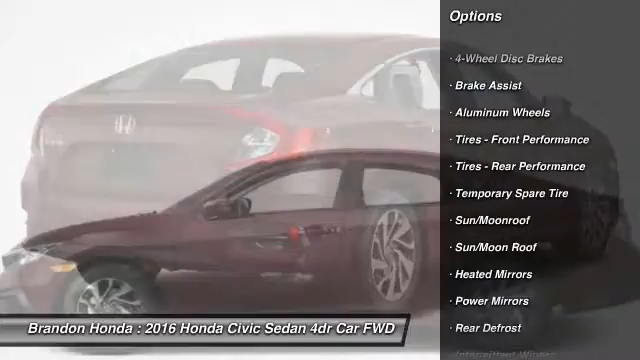 Options
· 4-Wheel Disc Brakes
· Brake Assist
· Aluminum Wheels
· Tires - Front Performance
· Tires - Rear Performance
· Temporary Spare Tire
· Sun/Moonroof
· Sun/Moon Roof
· Heated Mirrors
· Power Mirrors
· Rear Defrost
· Intermittent Wipers
Brandon Honda : 2016 Honda Civic Sedan 4dr Car FWD